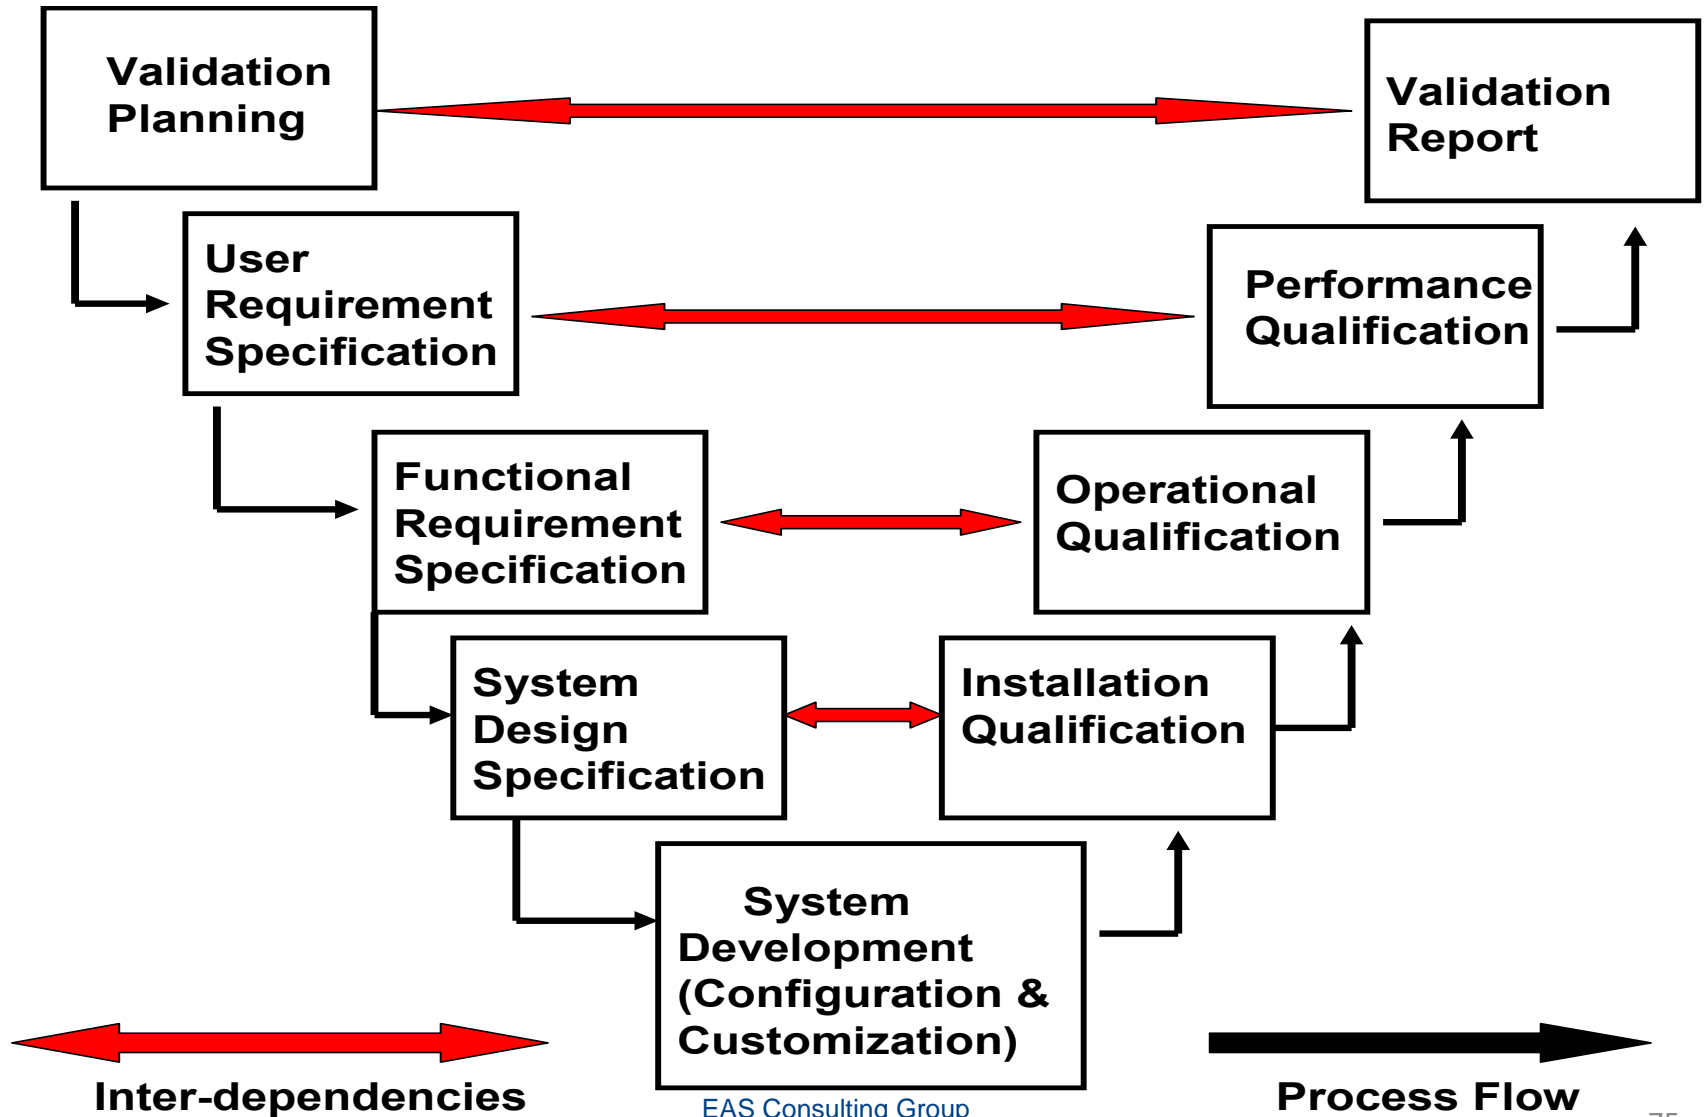 Validation
Planning
Validation
Report
User
Requirement
Specification
Performance
Qualification
Functional
Requirement
Specification
Operational
Qualification
System
Design
Specification
Installation
Qualification
System
Development
(Configuration &
Customization)
Inter-dependencies
EAS Consulting Group
Process Flow
75